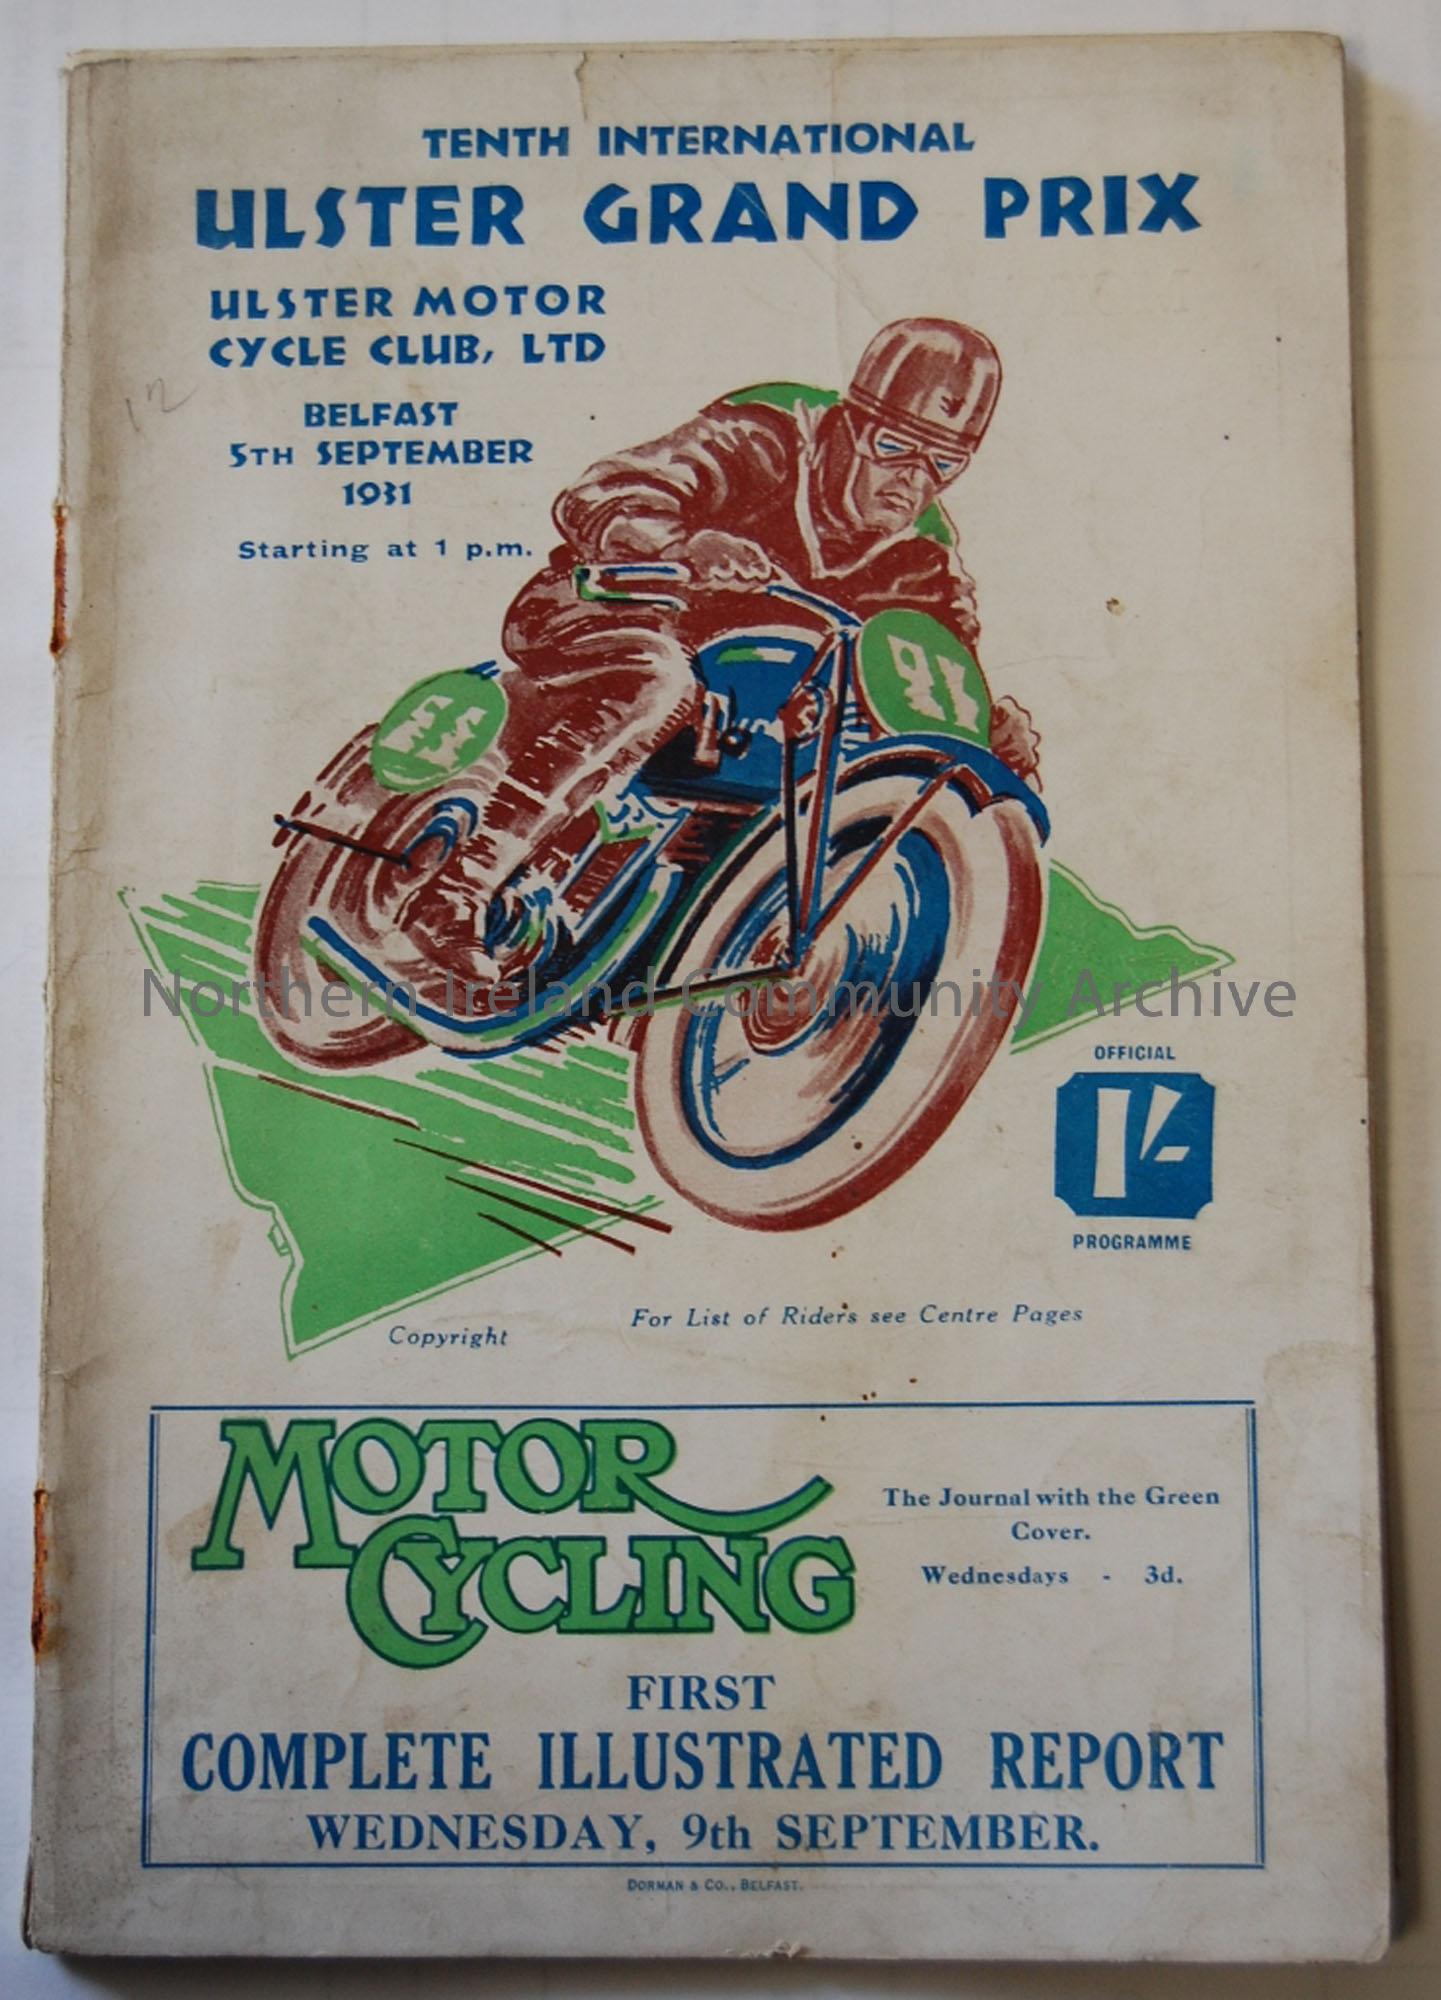 TENTH INTERNATIONAL
ULSTER GRAND PRIX
ULSTER MOTOR
CYCLE CLUB, LTD
BELFAST
5TH SEPTEMBER
1931
Starting at 1 p.m.
12
Northern Ireland Community Archive
OFFICIAL
1/-
PROGRAMME
For List of Riders see Centre Pages
Copyright
MOTOR
CYCLING
The Journal with the Green
Cover.
Wednesdays - 3d.
FIRST
COMPLETE ILLUSTRATED REPORT
WEDNESDAY, 9th SEPTEMBER.
DORMAN & CO., BELFAST.